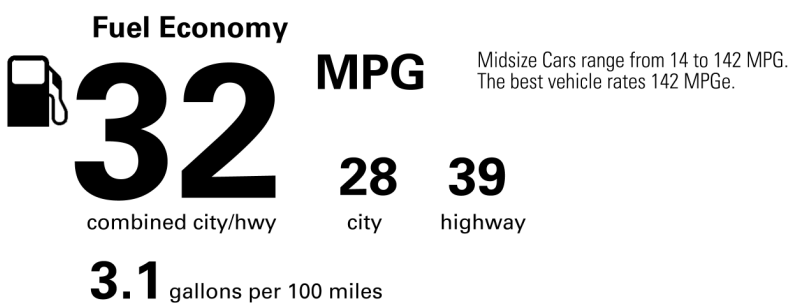 Fuel Economy
32 MPG
Midsize Cars range from 14 to 142 MPG.
The best vehicle rates 142 MPGe.
28 39
combined city/hwy city highway
3.1 gallons per 100 miles